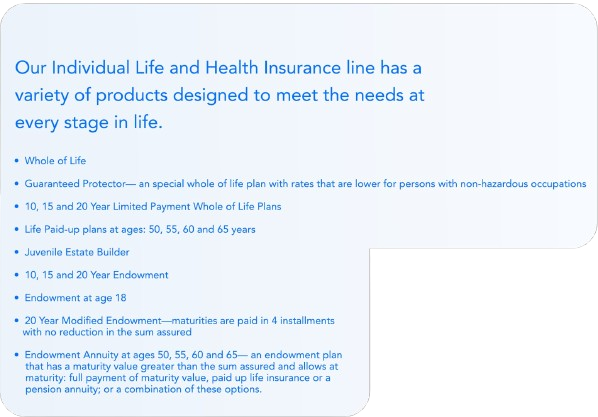 Our Individual Life and Health Insurance line has a
variety of products designed to meet the needs at
every stage in life.
• Whole of Life
• Guaranteed Protector— an special whole of life plan with rates that are lower for persons with non-hazardous occupations
• 10, 15 and 20 Year Limited Payment Whole of Life Plans
• Life Paid-up plans at ages: 50, 55, 60 and 65 years
• Juvenile Estate Builder
• 10, 15 and 20 Year Endowment
• Endowment at age 18
• 20 Year Modified Endowment—maturities are paid in 4 installments
with no reduction in the sum assured
• Endowment Annuity at ages 50, 55, 60 and 65— an endowment plan
that has a maturity value greater than the sum assured and allows at
maturity: full payment of maturity value, paid up life insurance or a
pension annuity; or a combination of these options.